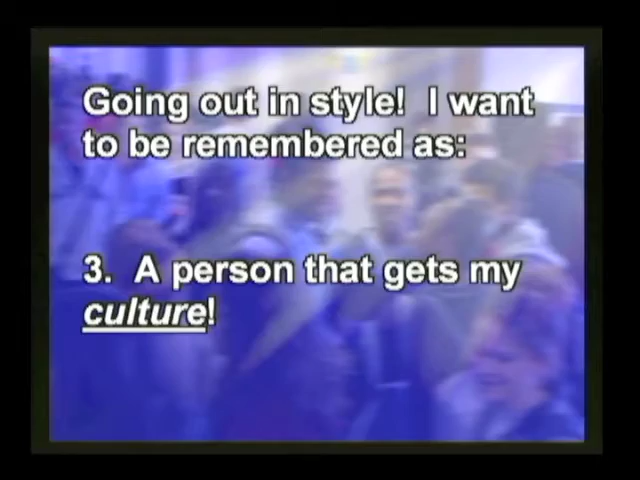 Going out in style!  I want
to be remembered as:
3.  A person that gets my
culture!